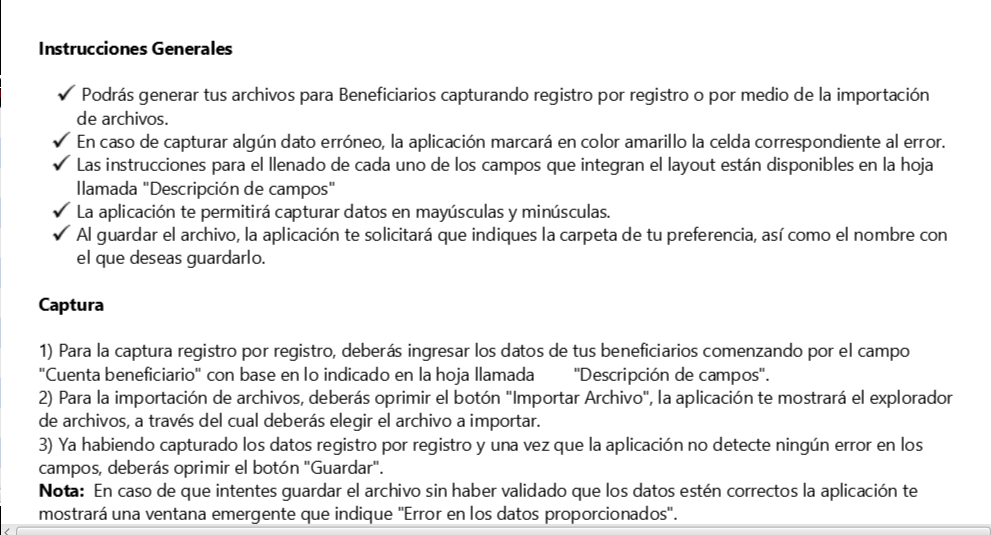 Instrucciones Generales
✓ Podrás generar tus archivos para Beneficiarios capturando registro por registro o por medio de la importación
de archivos.
✓ En caso de capturar algún dato erróneo, la aplicación marcará en color amarillo la celda correspondiente al error.
✓ Las instrucciones para el llenado de cada uno de los campos que integran el layout están disponibles en la hoja
llamada "Descripción de campos"
✓ La aplicación te permitirá capturar datos en mayúsculas y minúsculas.
✓ Al guardar el archivo, la aplicación te solicitará que indiques la carpeta de tu preferencia, así como el nombre con
el que deseas guardarlo.
Captura
1) Para la captura registro por registro, deberás ingresar los datos de tus beneficiarios comenzando por el campo
"Cuenta beneficiario" con base en lo indicado en la hoja llamada "Descripción de campos".
2) Para la importación de archivos, deberás oprimir el botón "Importar Archivo", la aplicación te mostrará el explorador
de archivos, a través del cual deberás elegir el archivo a importar.
3) Ya habiendo capturado los datos registro por registro y una vez que la aplicación no detecte ningún error en los
campos, deberás oprimir el botón "Guardar".
Nota: En caso de que intentes guardar el archivo sin haber validado que los datos estén correctos la aplicación te
mostrará una ventana emergente que indique "Error en los datos proporcionados".